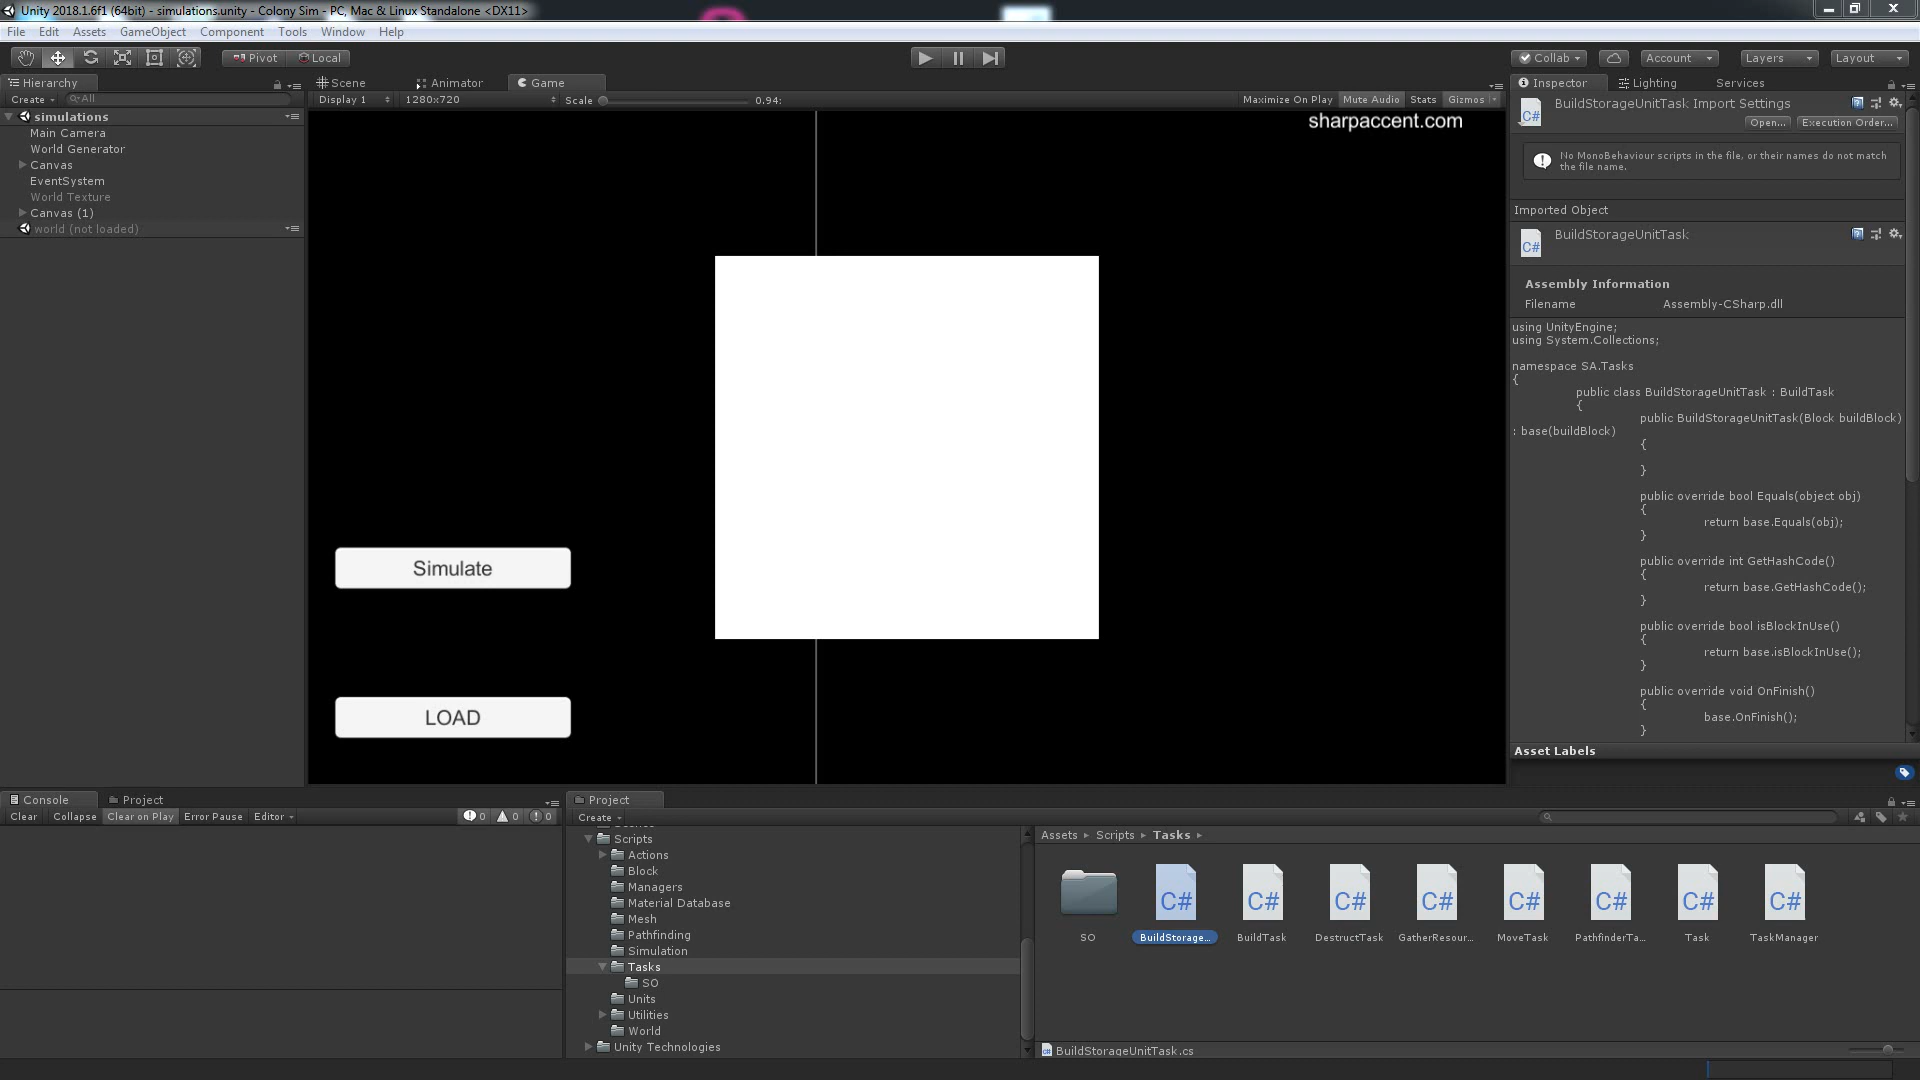 Unity 2018.1.6f1 (64bit) - simulations.unity - Colony Sim - PC, Mac & Linux Standalone <DX11>
File Edit Assets GameObject Component Tools Window Help
Pivot Local Collab Account Layers Layout
Hierarchy Scene Animator Game Inspector Lighting Services
Create All Display 1 1280x720 Scale 0.94: Maximize On Play Mute Audio Stats Gizmos
simulations
Main Camera
World Generator
Canvas
EventSystem
World Texture
Canvas (1)
world (not loaded)
sharpaccent.com
Simulate
LOAD
BuildStorageUnitTask Import Settings
Open... Execution Order...
No MonoBehaviour scripts in the file, or their names do not match
the file name.
Imported Object
BuildStorageUnitTask
Assembly Information
Filename Assembly-CSharp.dll
using UnityEngine;
using System.Collections;
namespace SA.Tasks
{
public class BuildStorageUnitTask : BuildTask
{
public BuildStorageUnitTask(Block buildBlock)
: base(buildBlock)
{
}
public override bool Equals(object obj)
{
return base.Equals(obj);
}
public override int GetHashCode()
{
return base.GetHashCode();
}
public override bool isBlockInUse()
{
return base.isBlockInUse();
}
public override void OnFinish()
{
base.OnFinish();
}
Asset Labels
Console Project
Clear Collapse Clear on Play Error Pause Editor 0 0 0
Project
Create
Scripts
Actions
Block
Managers
Material Database
Mesh
Pathfinding
Simulation
Tasks
SO
Units
Utilities
World
Unity Technologies
Assets Scripts Tasks
SO BuildStorage... BuildTask DestructTask GatherResour... MoveTask PathfinderTa... Task TaskManager
C# C# C# C# C# C# C# C#
BuildStorageUnitTask.cs